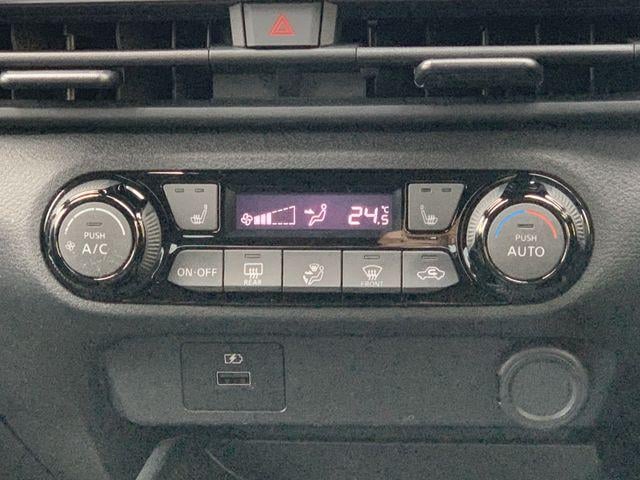 24.5°C
PUSH
A/C
PUSH
AUTO
ON·OFF
REAR
FRONT